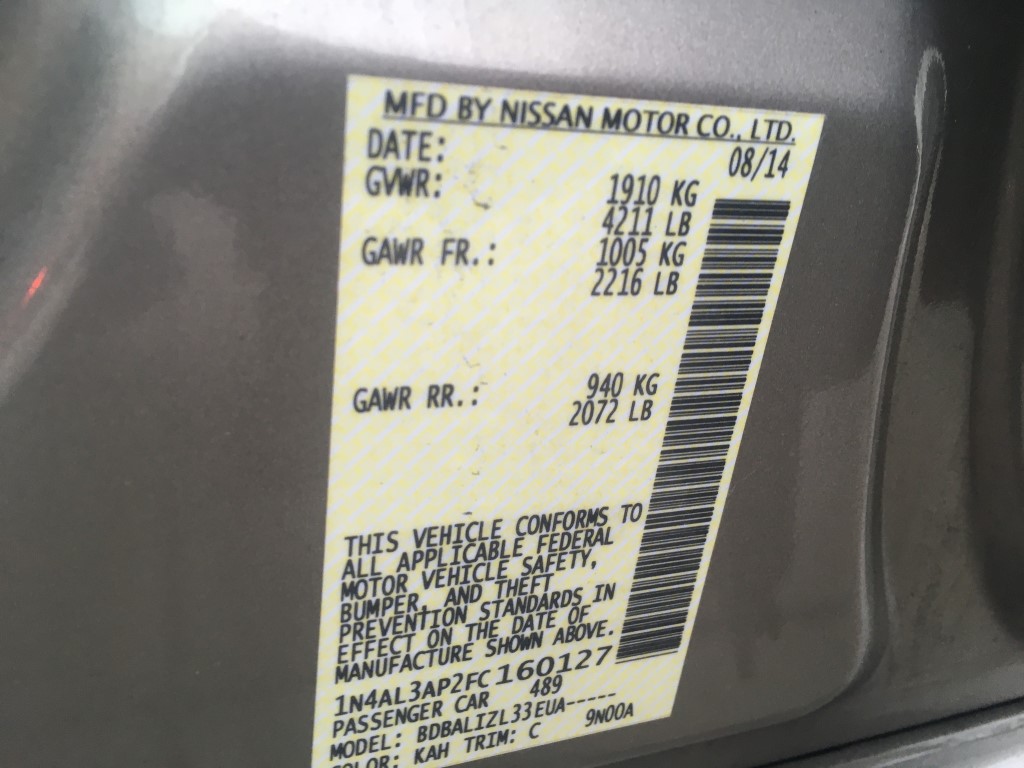 MFD BY NISSAN MOTOR CO., LTD.
DATE: 08/14
GVWR: 1910 KG
4211 LB
GAWR FR.: 1005 KG
2216 LB
GAWR RR.: 940 KG
2072 LB
THIS VEHICLE CONFORMS TO
ALL APPLICABLE FEDERAL
MOTOR VEHICLE SAFETY,
BUMPER, AND THEFT
PREVENTION STANDARDS IN
EFFECT ON THE DATE OF
MANUFACTURE SHOWN ABOVE.
1N4AL3AP2FC160127
PASSENGER CAR 489
MODEL: BDBALIZL33EUA-----
COLOR: KAH TRIM: C 9N00A